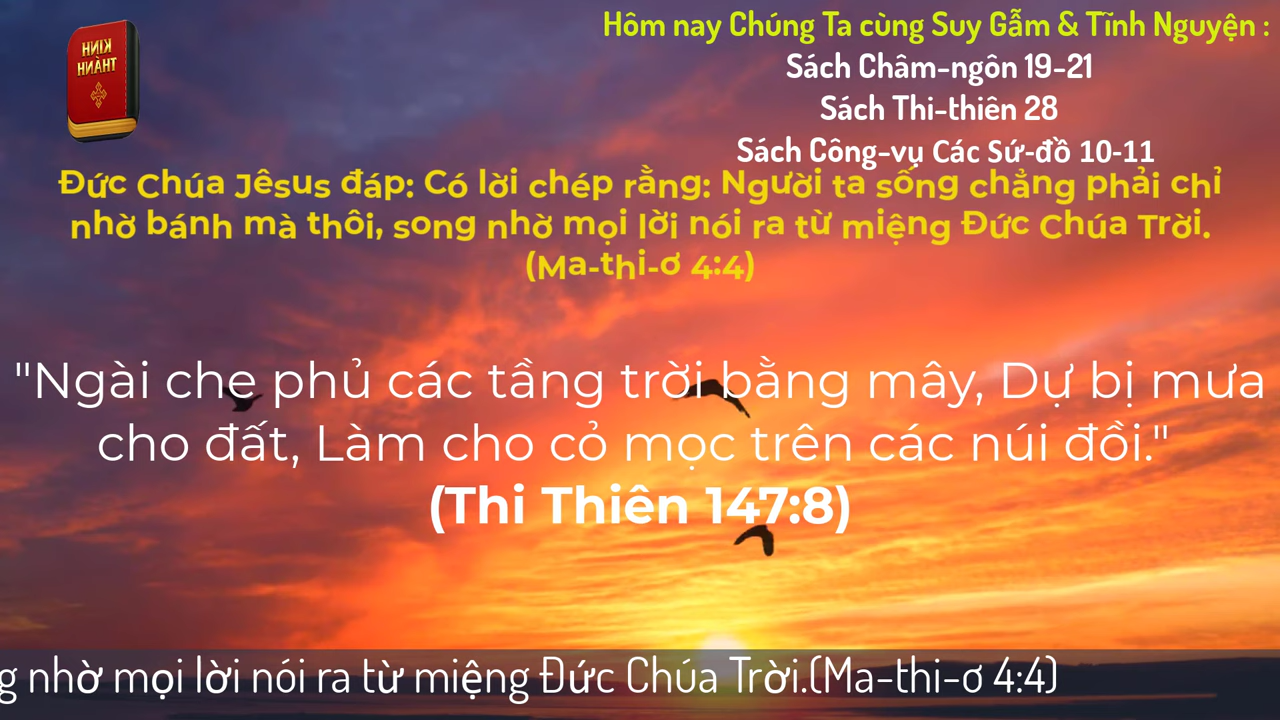 KINH
THÁNH
Hôm nay Chúng Ta cùng Suy Gẫm & Tĩnh Nguyện :
Sách Châm-ngôn 19-21
Sách Thi-thiên 28
Sách Công-vụ Các Sứ-đồ 10-11
Đức Chúa Jêsus đáp: Có lời chép rằng: Người ta sống chẳng phải chỉ
nhờ bánh mà thôi, song nhờ mọi lời nói ra từ miệng Đức Chúa Trời.
(Ma-thi-ơ 4:4)
"Ngài che phủ các tầng trời bằng mây, Dự bị mưa
cho đất, Làm cho cỏ mọc trên các núi đồi."
(Thi Thiên 147:8)
g nhờ mọi lời nói ra từ miệng Đức Chúa Trời.(Ma-thi-ơ 4:4)